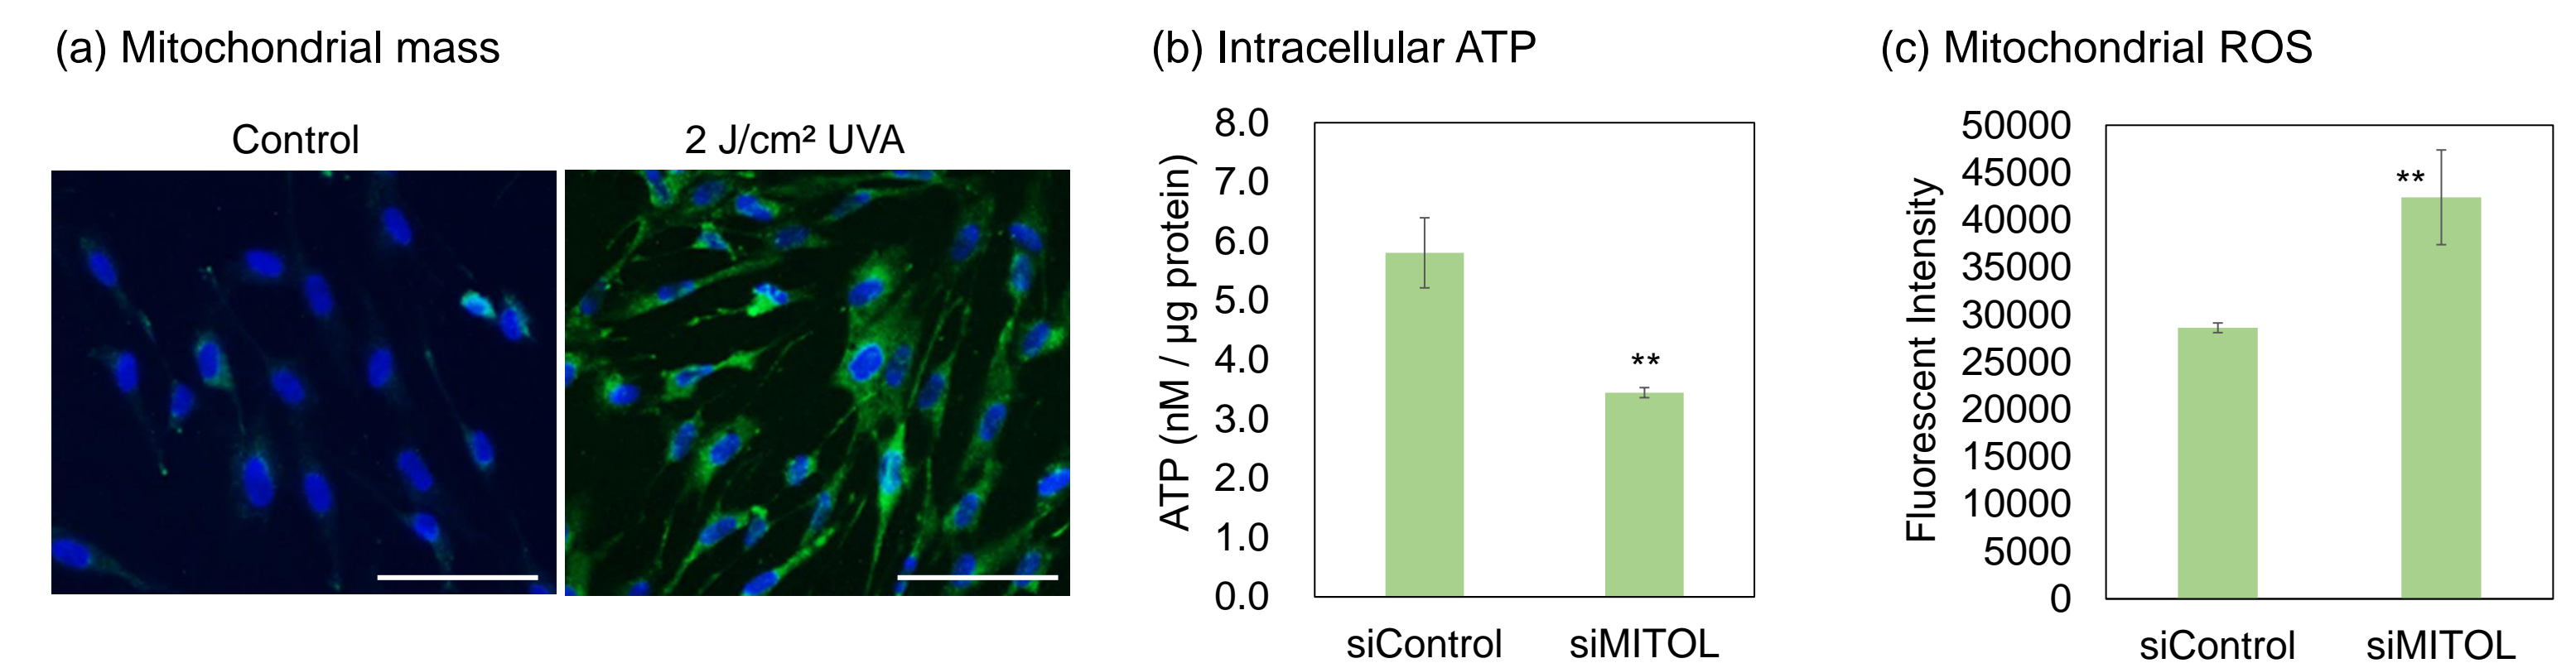 (a) Mitochondrial mass
Control
2 J/cm² UVA
(b) Intracellular ATP
ATP (nM / µg protein)
8.0
7.0
6.0
5.0
4.0
3.0
2.0
1.0
0.0
**
siControl
siMITOL
(c) Mitochondrial ROS
Fluorescent Intensity
50000
45000
40000
35000
30000
25000
20000
15000
10000
5000
0
**
siControl
siMITOL